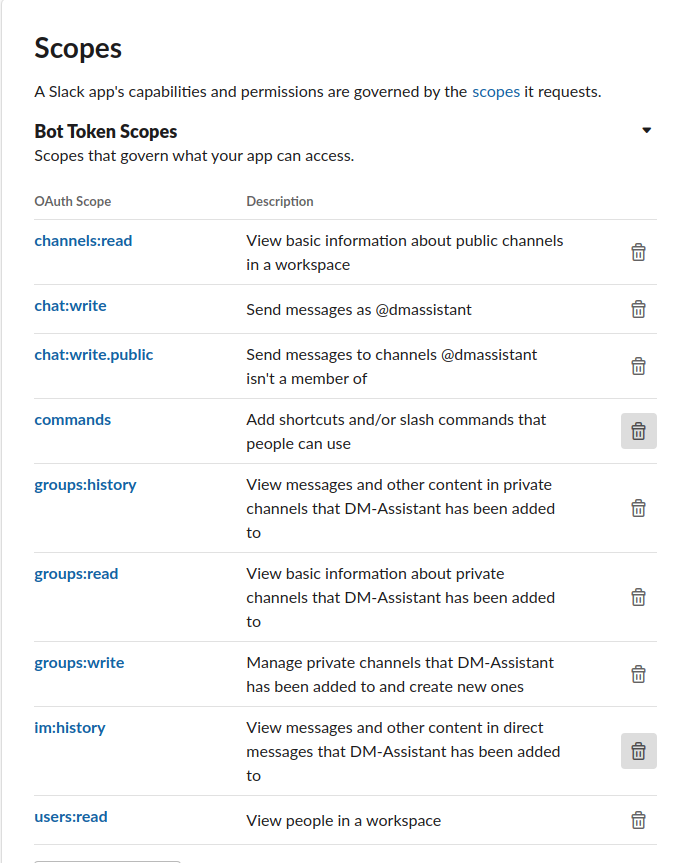 Scopes
A Slack app's capabilities and permissions are governed by the scopes it requests.
Bot Token Scopes
Scopes that govern what your app can access.
OAuth Scope Description
channels:read View basic information about public channels
in a workspace
chat:write Send messages as @dmassistant
chat:write.public Send messages to channels @dmassistant
isn't a member of
commands Add shortcuts and/or slash commands that
people can use
groups:history View messages and other content in private
channels that DM-Assistant has been added
to
groups:read View basic information about private
channels that DM-Assistant has been added
to
groups:write Manage private channels that DM-Assistant
has been added to and create new ones
im:history View messages and other content in direct
messages that DM-Assistant has been added
to
users:read View people in a workspace